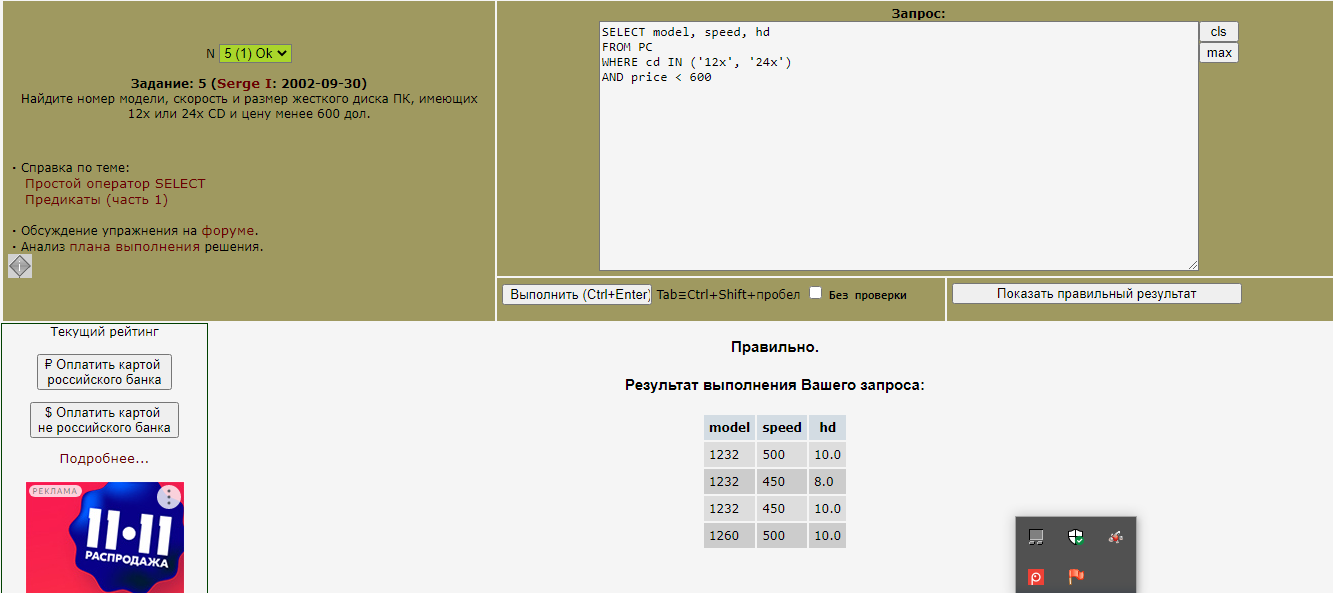 N 5 (1) Ok
Задание: 5 (Serge I: 2002-09-30)
Найдите номер модели, скорость и размер жесткого диска ПК, имеющих
12x или 24x CD и цену менее 600 дол.
· Справка по теме:
Простой оператор SELECT
Предикаты (часть 1)
· Обсуждение упражнения на форуме.
· Анализ плана выполнения решения.
Запрос:
SELECT model, speed, hd
FROM PC
WHERE cd IN ('12x', '24x')
AND price < 600
cls
max
Выполнить (Ctrl+Enter) Tab≡Ctrl+Shift+пробел Без проверки
Показать правильный результат
Текущий рейтинг
₽ Оплатить картой
российского банка
$ Оплатить картой
не российского банка
Подробнее...
РЕКЛАМА
11•11
РАСПРОДАЖА
Правильно.
Результат выполнения Вашего запроса:
model speed hd
1232 500 10.0
1232 450 8.0
1232 450 10.0
1260 500 10.0